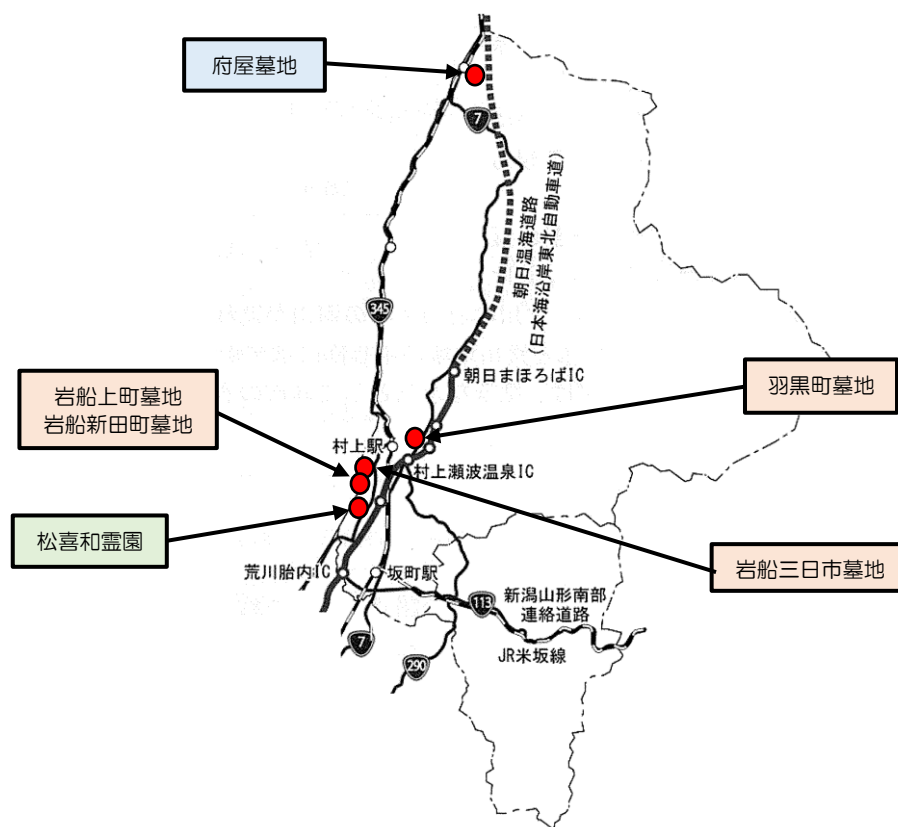 府屋墓地
7
朝日温海道路
(日本海沿岸東北自動車道)
345
朝日まほろばIC
羽黒町墓地
岩船上町墓地
岩船新田町墓地
村上駅
村上瀬波温泉IC
松喜和霊園
岩船三日市墓地
荒川胎内IC
坂町駅
113
新潟山形南部
連絡道路
JR米坂線
7
290